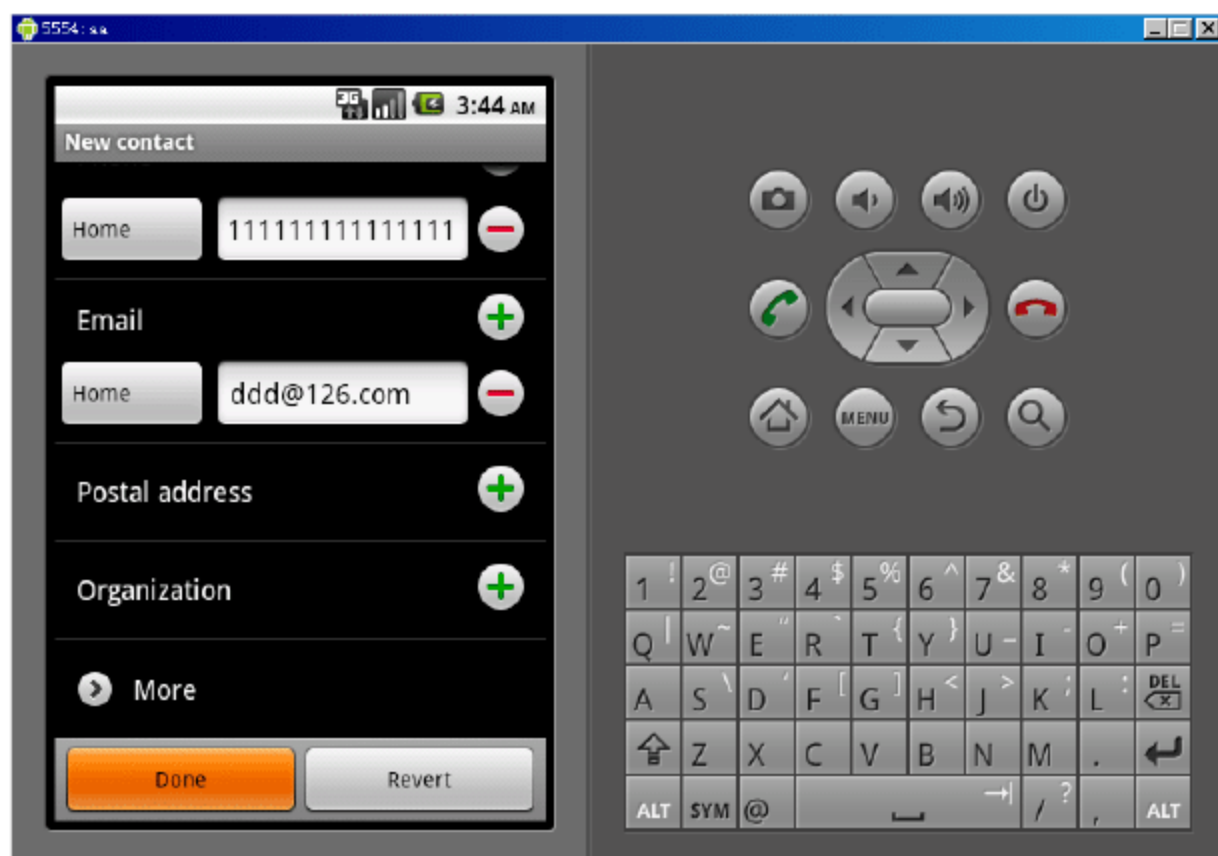 5554:aa
3:44 AM
New contact
Home 111111111111111
Email
Home ddd@126.com
Postal address
Organization
More
Done Revert
MENU
1 ! 2 @ 3 # 4 $ 5 % 6 ^ 7 & 8 * 9 ( 0 )
Q | W ~ E " R ` T { Y } U _ I - O + P =
A S \ D ' F [ G ] H < J > K ; L : DEL
Z X C V B N M .
ALT SYM @ / ? , ALT